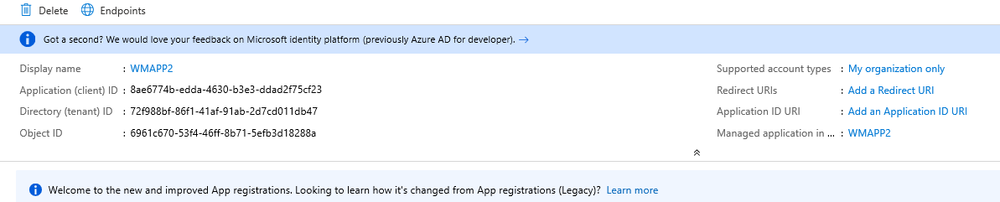 Delete Endpoints
Got a second? We would love your feedback on Microsoft identity platform (previously Azure AD for developer). →
Display name : WMAPP2
Application (client) ID : 8ae6774b-edda-4630-b3e3-ddad2f75cf23
Directory (tenant) ID : 72f988bf-86f1-41af-91ab-2d7cd011db47
Object ID : 6961c670-53f4-46ff-8b71-5efb3d18288a
Supported account types : My organization only
Redirect URIs : Add a Redirect URI
Application ID URI : Add an Application ID URI
Managed application in ... : WMAPP2
Welcome to the new and improved App registrations. Looking to learn how it's changed from App registrations (Legacy)? Learn more